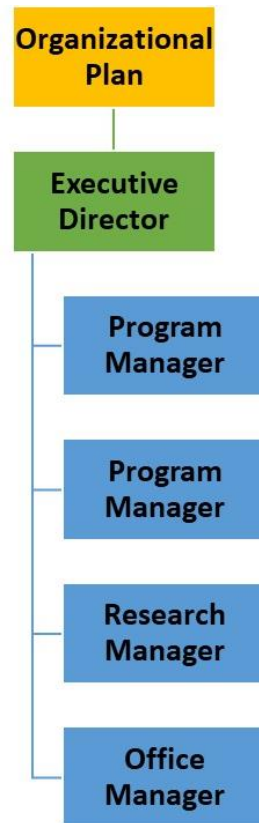 Organizational
Plan
Executive
Director
Program
Manager
Program
Manager
Research
Manager
Office
Manager